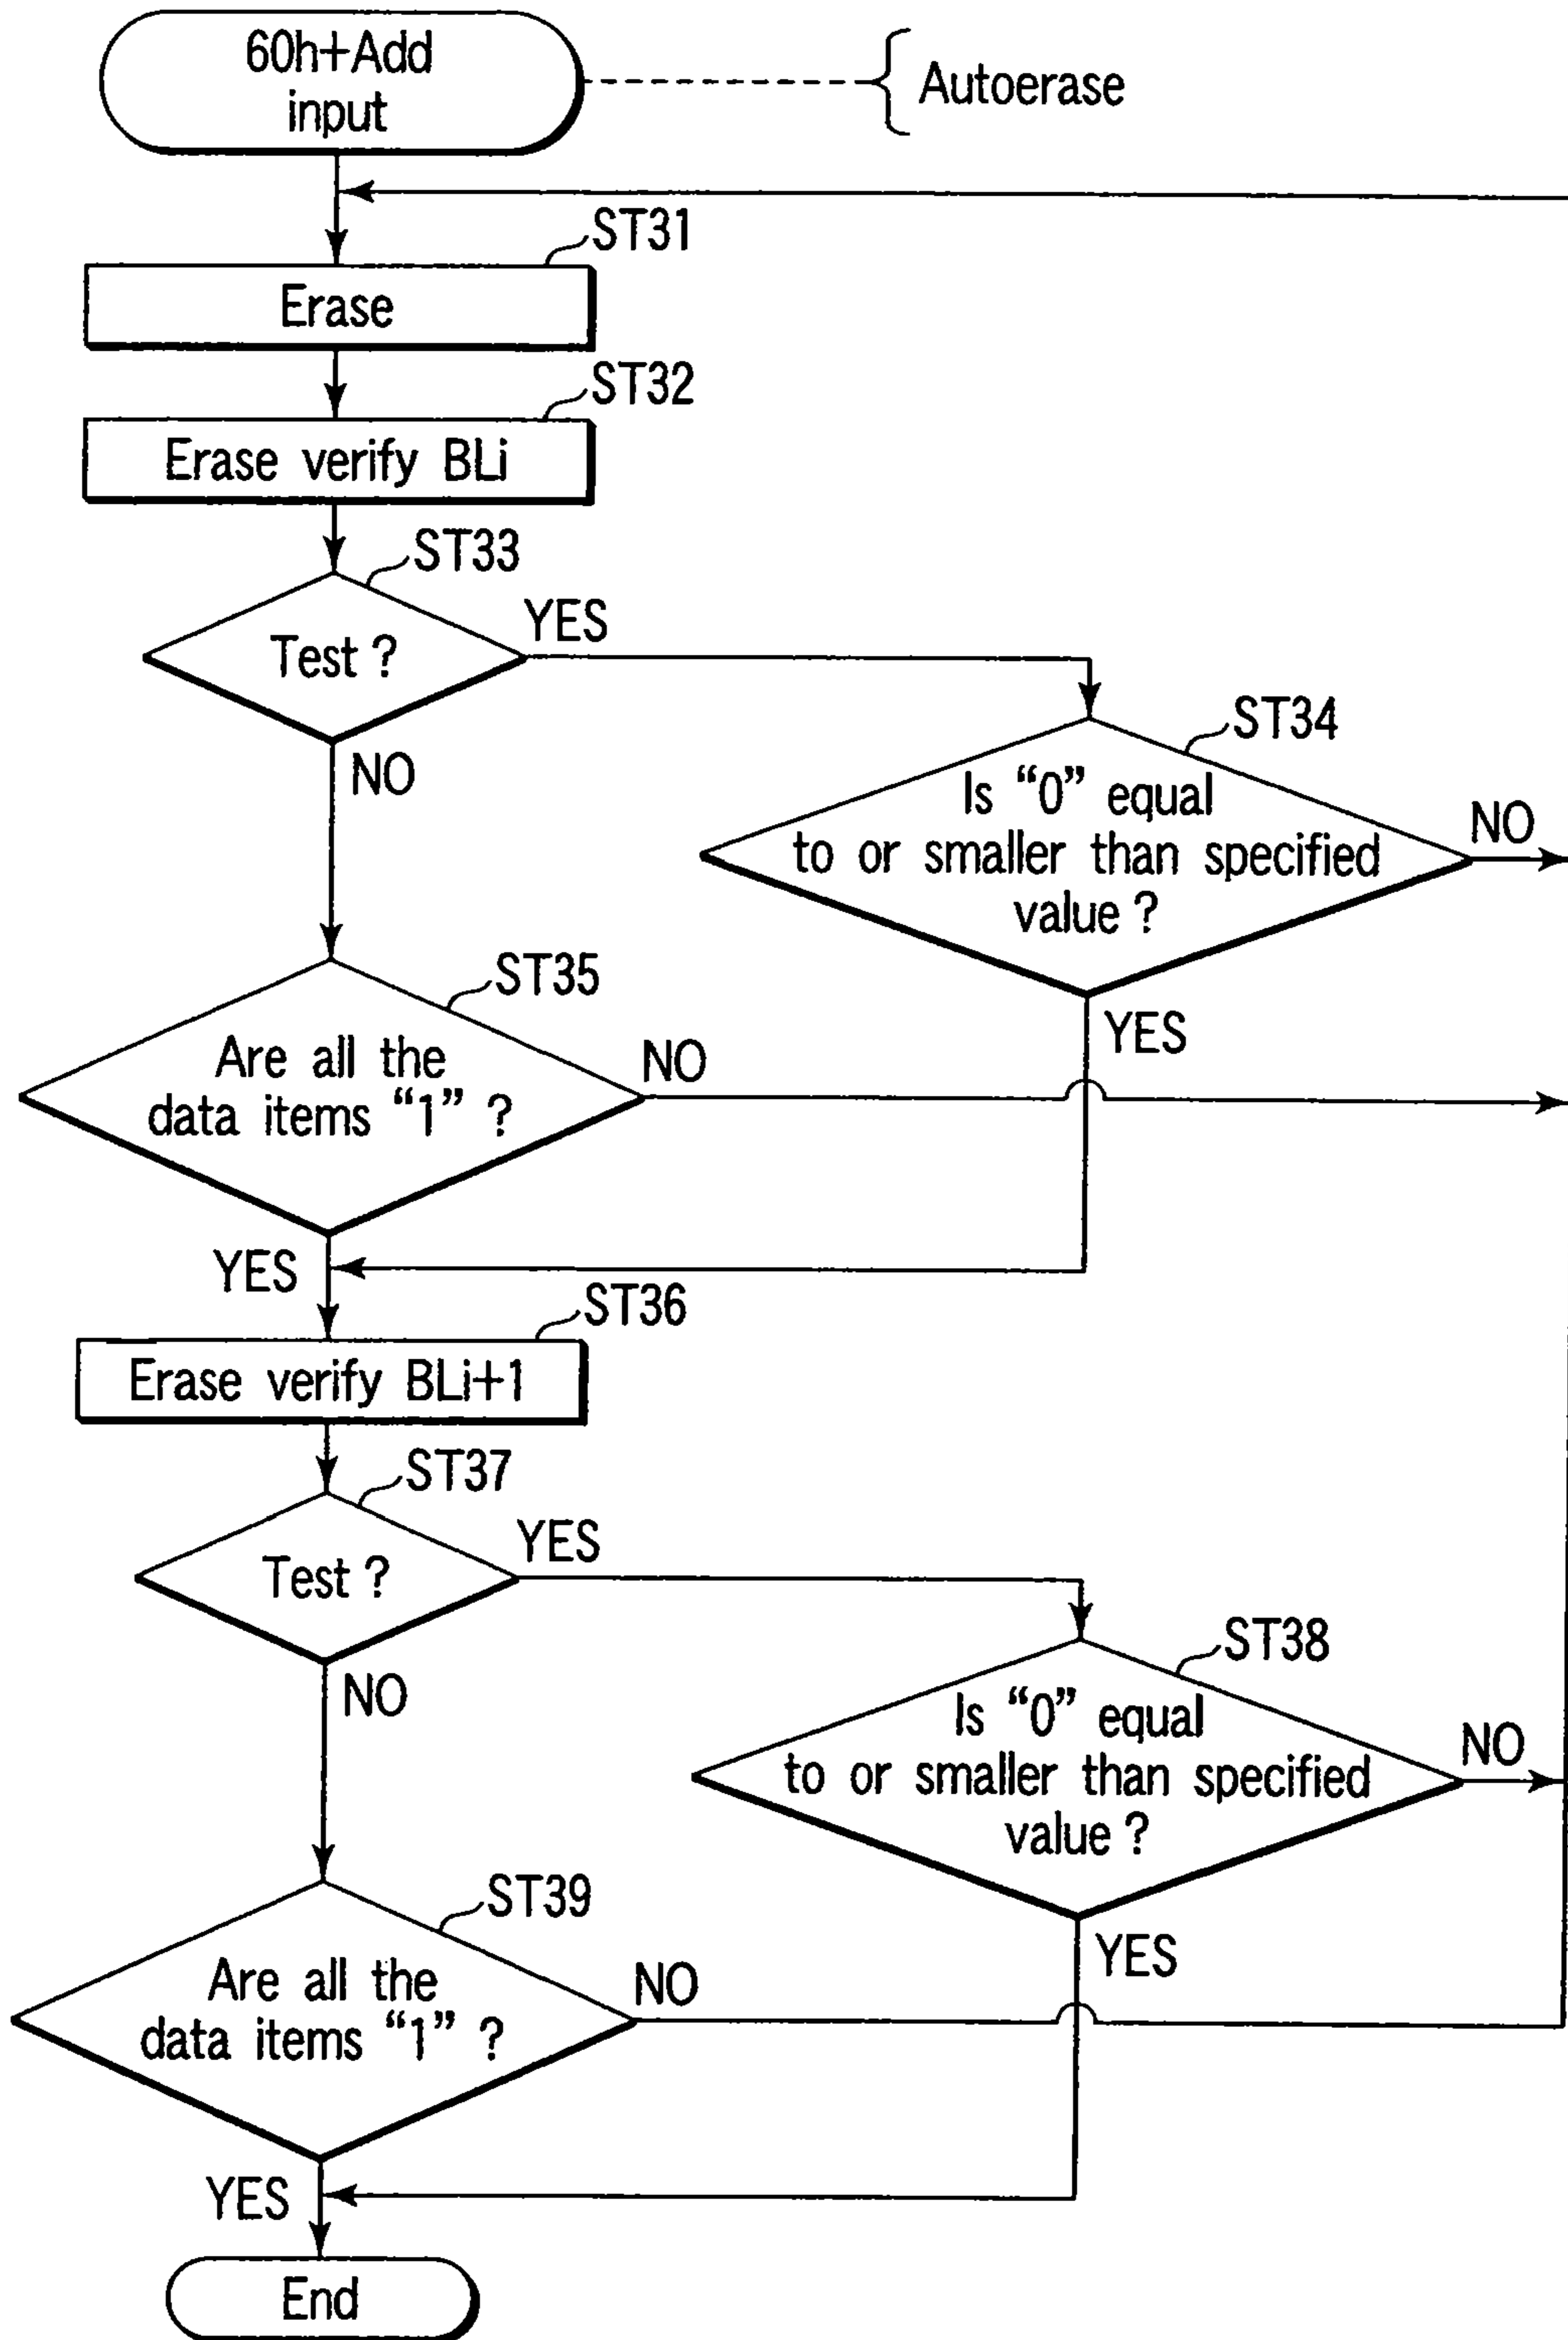 60h+Add
input
Autoerase
ST31
Erase
ST32
Erase verify BLi
ST33
Test ?
YES
NO
ST34
Is “0” equal
to or smaller than specified
value ?
NO
YES
ST35
Are all the
data items “1” ?
NO
YES
ST36
Erase verify BLi+1
ST37
Test ?
YES
NO
ST38
Is “0” equal
to or smaller than specified
value ?
NO
YES
ST39
Are all the
data items “1” ?
NO
YES
End